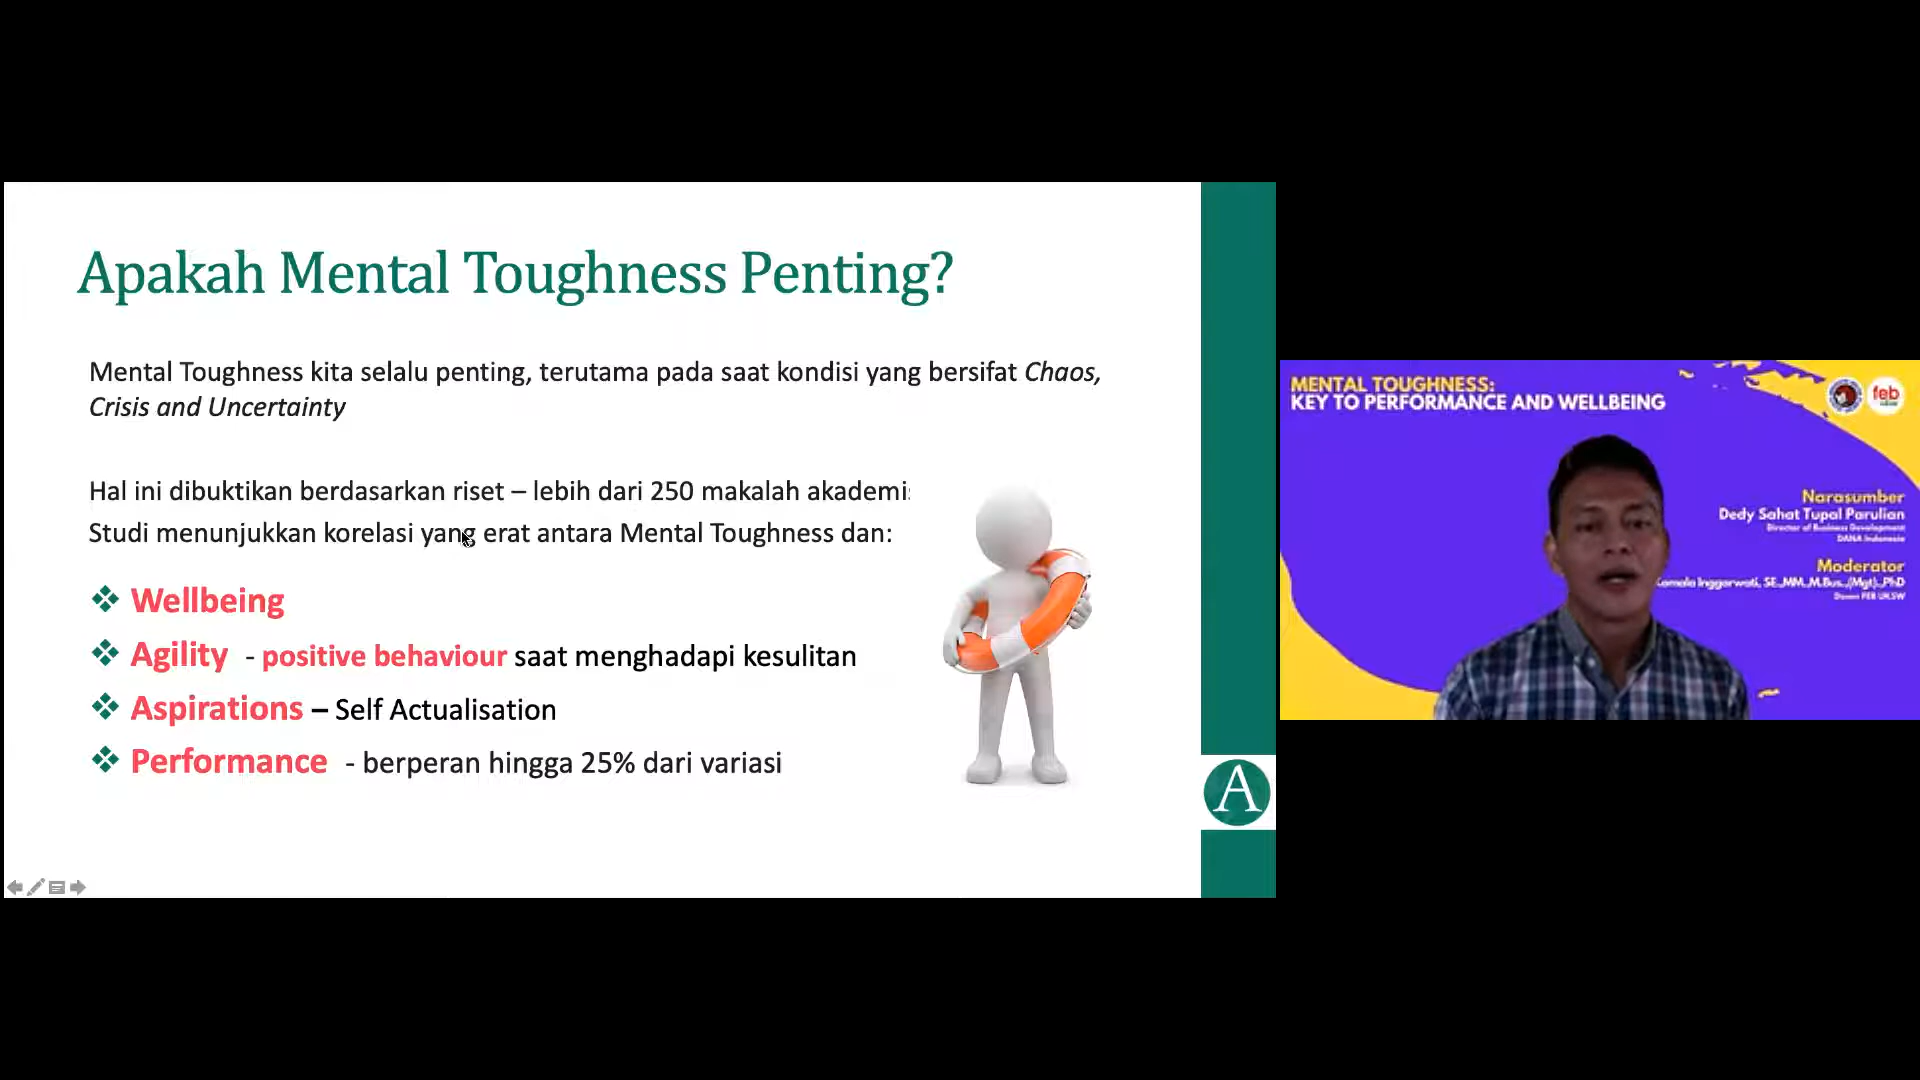 Apakah Mental Toughness Penting?
Mental Toughness kita selalu penting, terutama pada saat kondisi yang bersifat Chaos,
Crisis and Uncertainty
Hal ini dibuktikan berdasarkan riset – lebih dari 250 makalah akademi
Studi menunjukkan korelasi yang erat antara Mental Toughness dan:
❖ Wellbeing
❖ Agility - positive behaviour saat menghadapi kesulitan
❖ Aspirations – Self Actualisation
❖ Performance - berperan hingga 25% dari variasi
A
MENTAL TOUGHNESS:
KEY TO PERFORMANCE AND WELLBEING
feb
Narasumber
Dedy Sahat Tupal Parulian
Director of Business Development
DANA Indonesia
Moderator
Komala Inggarwati, SE.,MM.,M.Bus.,(Mgt).,PhD
Dosen FEB UKSW